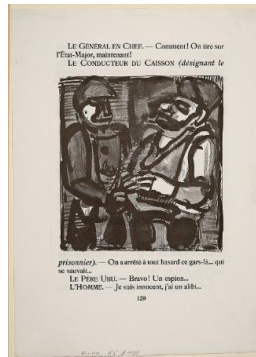 LE GÉNÉRAL EN CHEF. — Comment! On tire sur
l'État-Major, maintenant!
LE CONDUCTEUR DU CAISSON (désignant le
prisonnier). — On a arrêté à tout hasard ce gars-là... qui
se sauvait...
LE PÈRE UBU. — Bravo! Un espion...
L'HOMME. — Je suis innocent, j'ai un alibi...
129